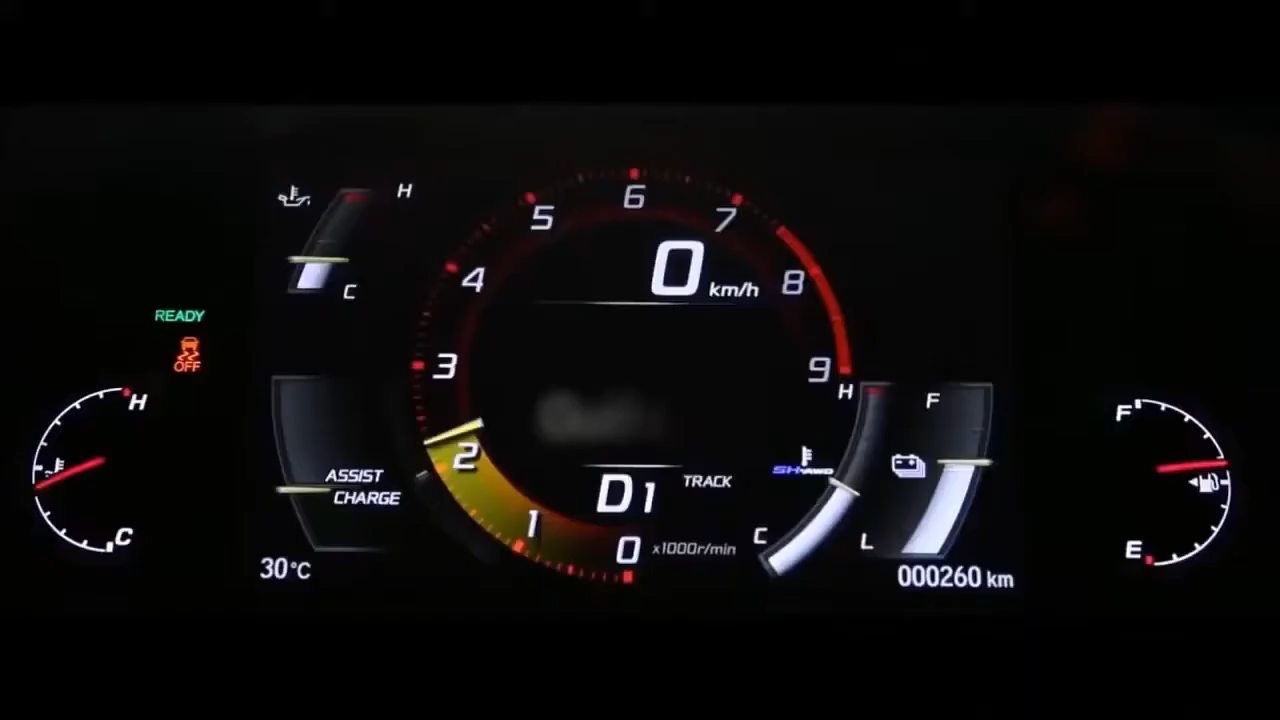 H
C
READY
OFF
H
C
ASSIST
CHARGE
30°C
0
1
2
3
4
5
6
7
8
9
0 km/h
D1
TRACK
x1000r/min
H
SH-AWD
C
F
L
000260 km
F
E